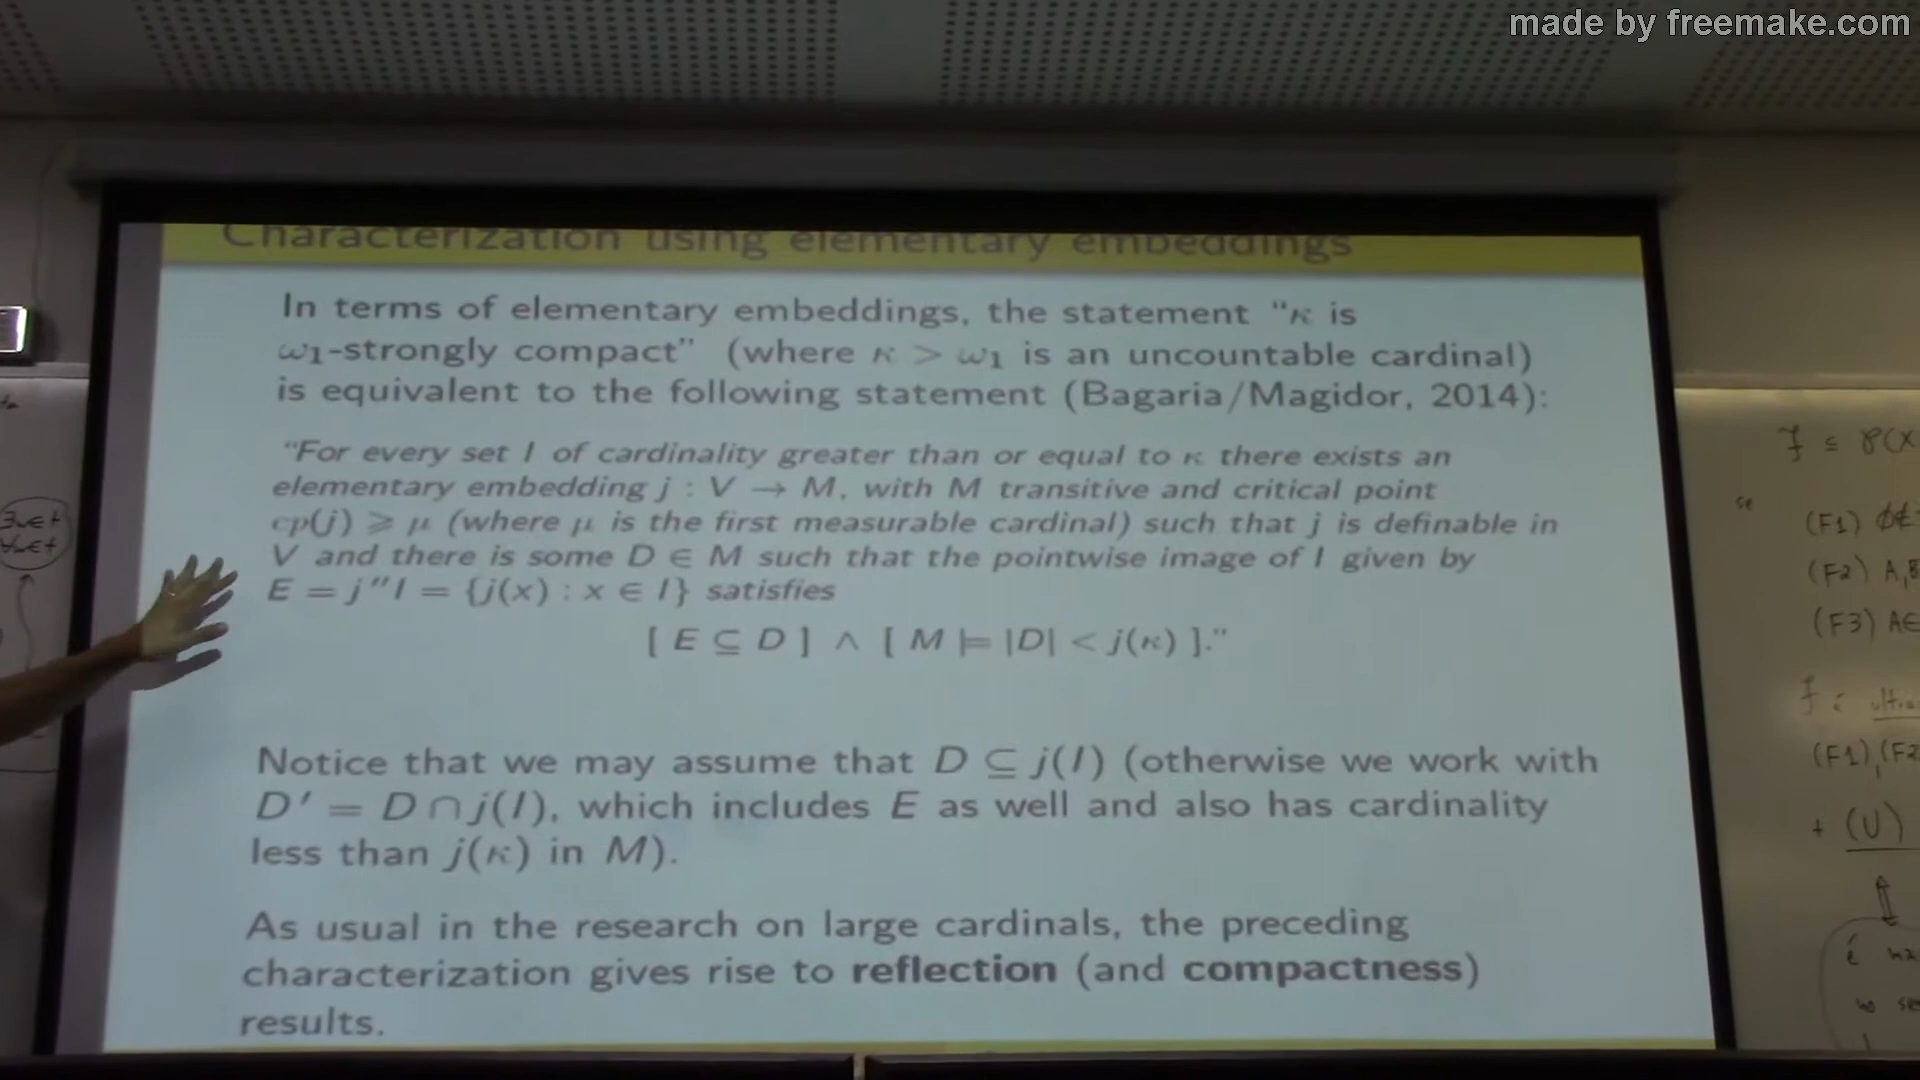 made by freemake.com
Characterization using elementary embeddings
In terms of elementary embeddings, the statement “κ is
ω₁-strongly compact” (where κ > ω₁ is an uncountable cardinal)
is equivalent to the following statement (Bagaria/Magidor, 2014):
“For every set I of cardinality greater than or equal to κ there exists an
elementary embedding j : V → M, with M transitive and critical point
cp(j) ⩾ μ (where μ is the first measurable cardinal) such that j is definable in
V and there is some D ∈ M such that the pointwise image of I given by
E = j″I = {j(x) : x ∈ I} satisfies
[ E ⊆ D ] ∧ [ M ⊨ |D| < j(κ) ].”
Notice that we may assume that D ⊆ j(I) (otherwise we work with
D′ = D ∩ j(I), which includes E as well and also has cardinality
less than j(κ) in M).
As usual in the research on large cardinals, the preceding
characterization gives rise to reflection (and compactness)
results.
se
(F1)
(F2) A,
(F3) A∈
(F1), (F2
+ (U)
é